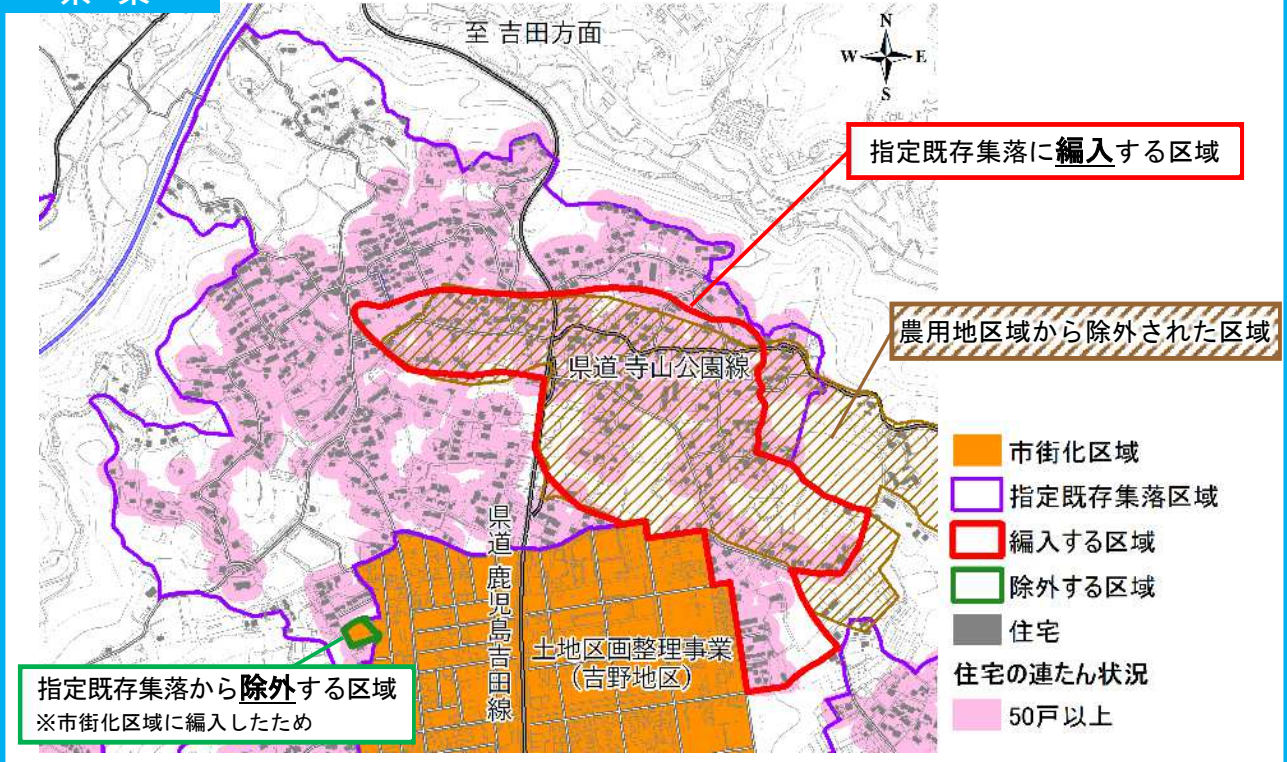 至 吉田方面
N
W
E
S
指定既存集落に編入する区域
農用地区域から除外された区域
県道 寺山公園線
市街化区域
指定既存集落区域
編入する区域
除外する区域
住宅
住宅の連たん状況
50戸以上
県道 鹿児島吉田線
土地区画整理事業
(吉野地区)
指定既存集落から除外する区域
※市街化区域に編入したため